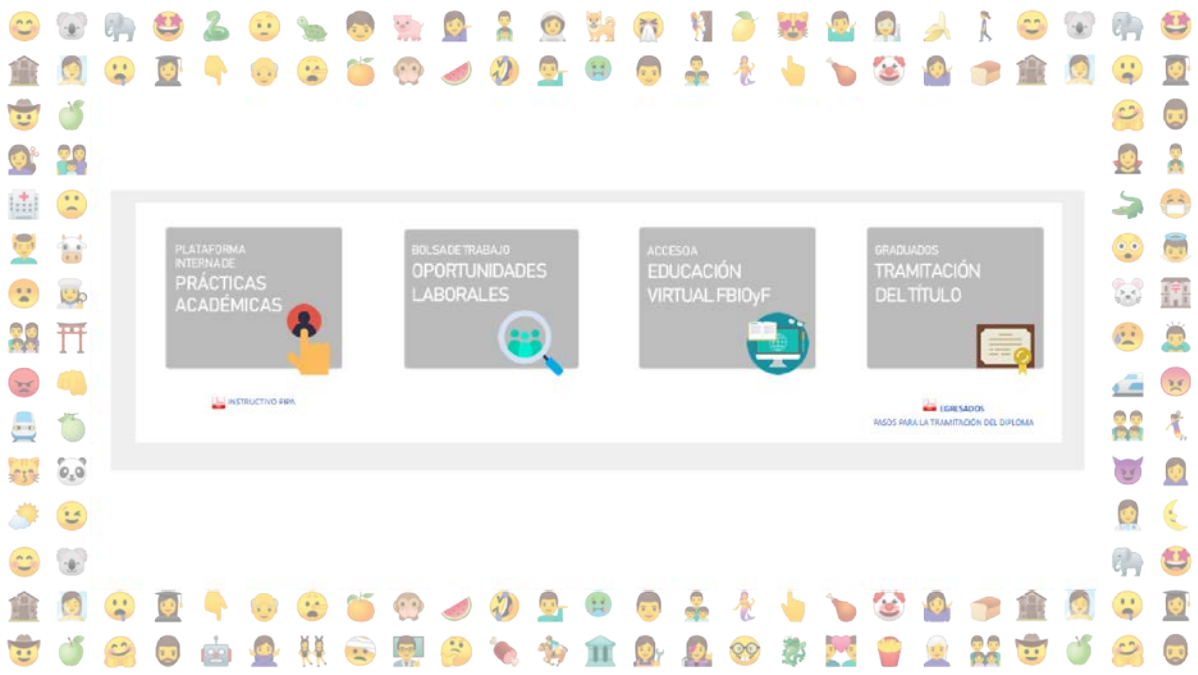 PLATAFORMA
INTERNA DE
PRÁCTICAS
ACADÉMICAS
INSTRUCTIVO PIPA
BOLSA DE TRABAJO
OPORTUNIDADES
LABORALES
ACCESO A
EDUCACIÓN
VIRTUAL FBIOyF
GRADUADOS
TRAMITACIÓN
DEL TÍTULO
EGRESADOS
PASOS PARA LA TRAMITACIÓN DEL DIPLOMA